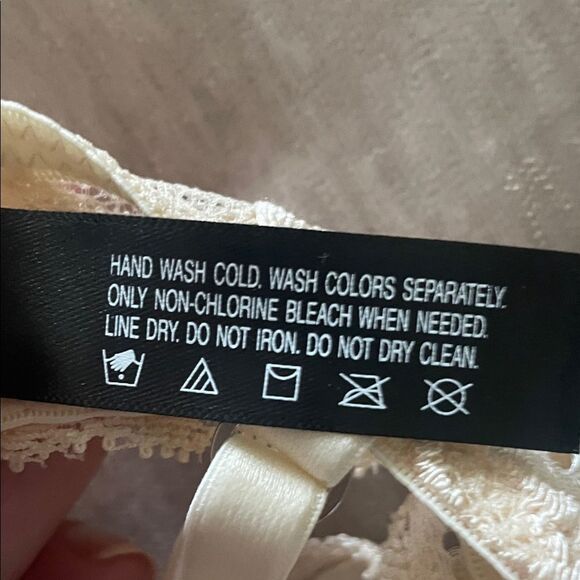 HAND WASH COLD. WASH COLORS SEPARATELY.
ONLY NON-CHLORINE BLEACH WHEN NEEDED.
LINE DRY. DO NOT IRON. DO NOT DRY CLEAN.